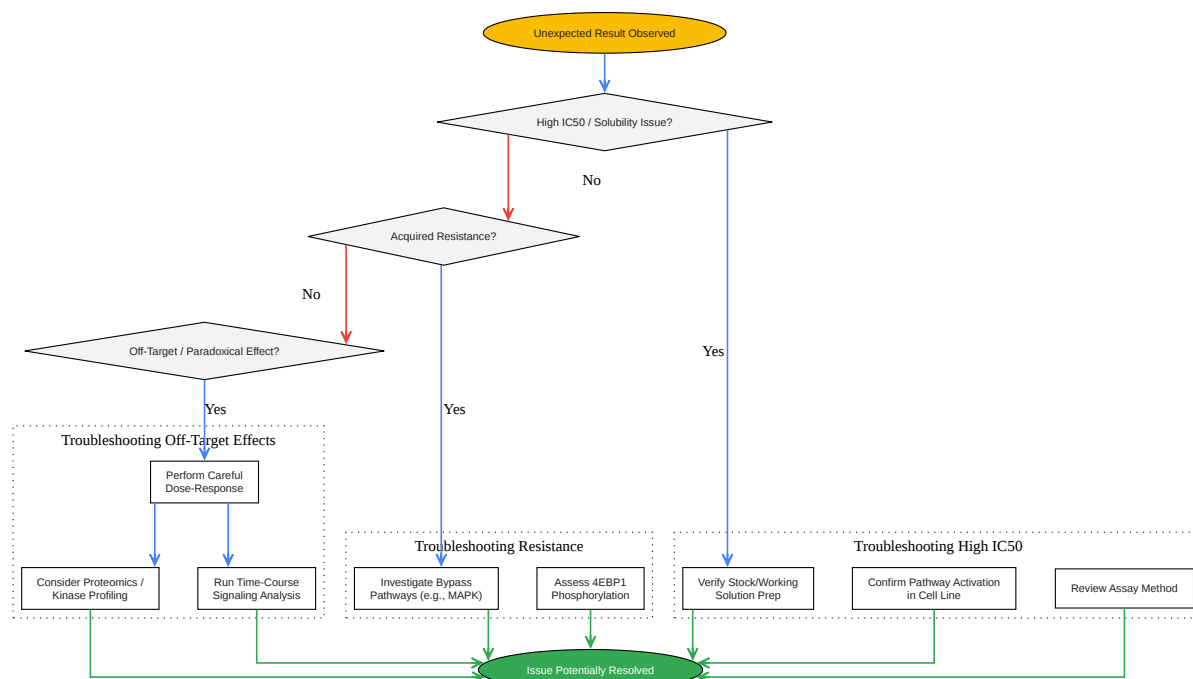 Unexpected Result Observed
High IC50 / Solubility Issue?
No
Acquired Resistance?
No
Off-Target / Paradoxical Effect?
Yes
Yes
Yes
Troubleshooting Off-Target Effects
Perform Careful
Dose-Response
Consider Proteomics /
Kinase Profiling
Run Time-Course
Signaling Analysis
Troubleshooting Resistance
Investigate Bypass
Pathways (e.g., MAPK)
Assess 4EBP1
Phosphorylation
Troubleshooting High IC50
Verify Stock/Working
Solution Prep
Confirm Pathway Activation
in Cell Line
Review Assay Method
Issue Potentially Resolved